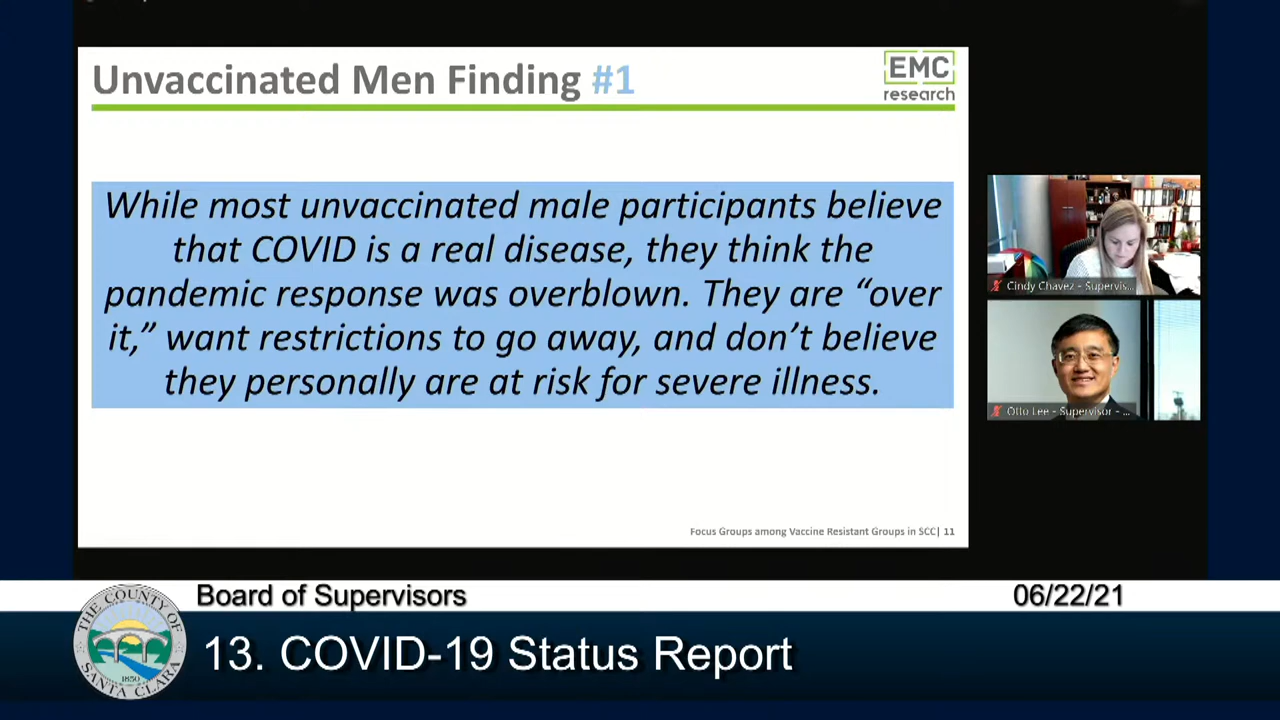 Unvaccinated Men Finding #1
EMC
research
While most unvaccinated male participants believe
that COVID is a real disease, they think the
pandemic response was overblown. They are “over
it,” want restrictions to go away, and don’t believe
they personally are at risk for severe illness.
Focus Groups among Vaccine Resistant Groups in SCC| 11
Cindy Chavez - Supervis...
Otto Lee - Supervisor - ...
Board of Supervisors
06/22/21
13. COVID-19 Status Report
THE COUNTY OF
SANTA CLARA
1850